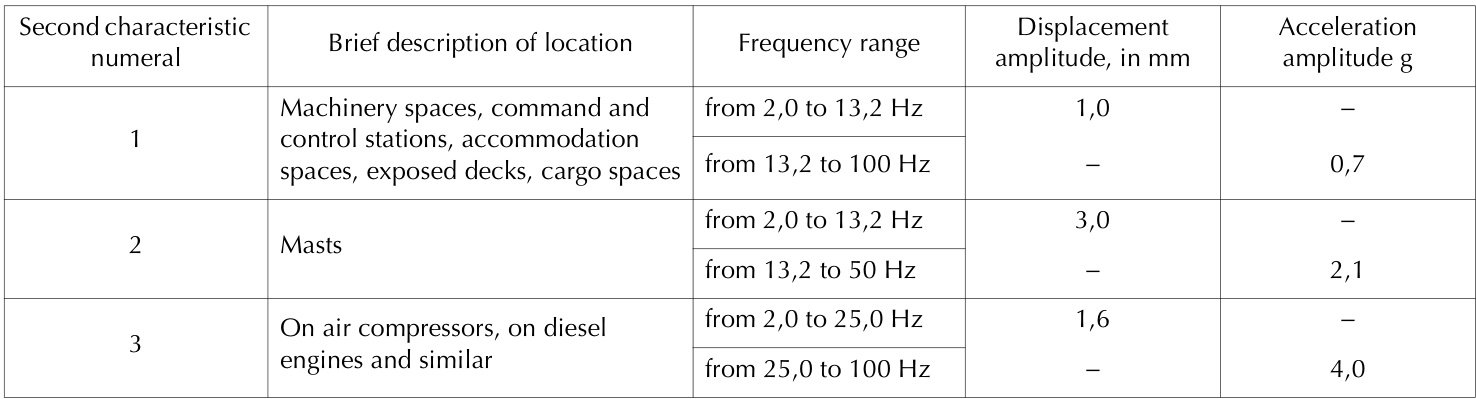 Second characteristic numeral
Brief description of location
Frequency range
Displacement amplitude, in mm
Acceleration amplitude g
1
Machinery spaces, command and
control stations, accommodation
spaces, exposed decks, cargo spaces
from 2,0 to 13,2 Hz
1,0
–
from 13,2 to 100 Hz
–
0,7
2
Masts
from 2,0 to 13,2 Hz
3,0
–
from 13,2 to 50 Hz
–
2,1
3
On air compressors, on diesel
engines and similar
from 2,0 to 25,0 Hz
1,6
–
from 25,0 to 100 Hz
–
4,0